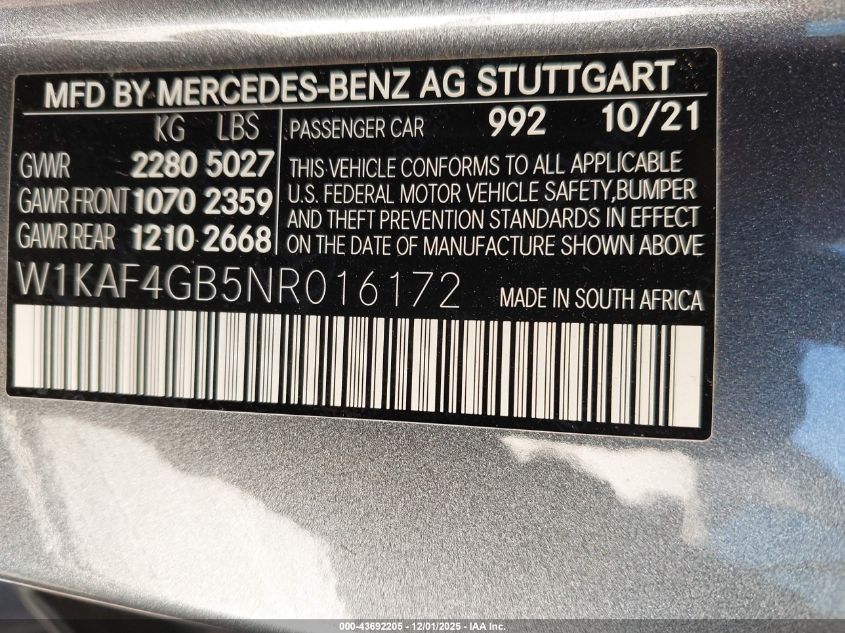 MFD BY MERCEDES-BENZ AG STUTTGART
KG LBS
GVWR 2280 5027
GAWR FRONT 1070 2359
GAWR REAR 1210 2668
PASSENGER CAR 992 10/21
THIS VEHICLE CONFORMS TO ALL APPLICABLE
U.S. FEDERAL MOTOR VEHICLE SAFETY,BUMPER
AND THEFT PREVENTION STANDARDS IN EFFECT
ON THE DATE OF MANUFACTURE SHOWN ABOVE
W1KAF4GB5NR016172 MADE IN SOUTH AFRICA
000-43692205 - 12/01/2025 - IAA Inc.